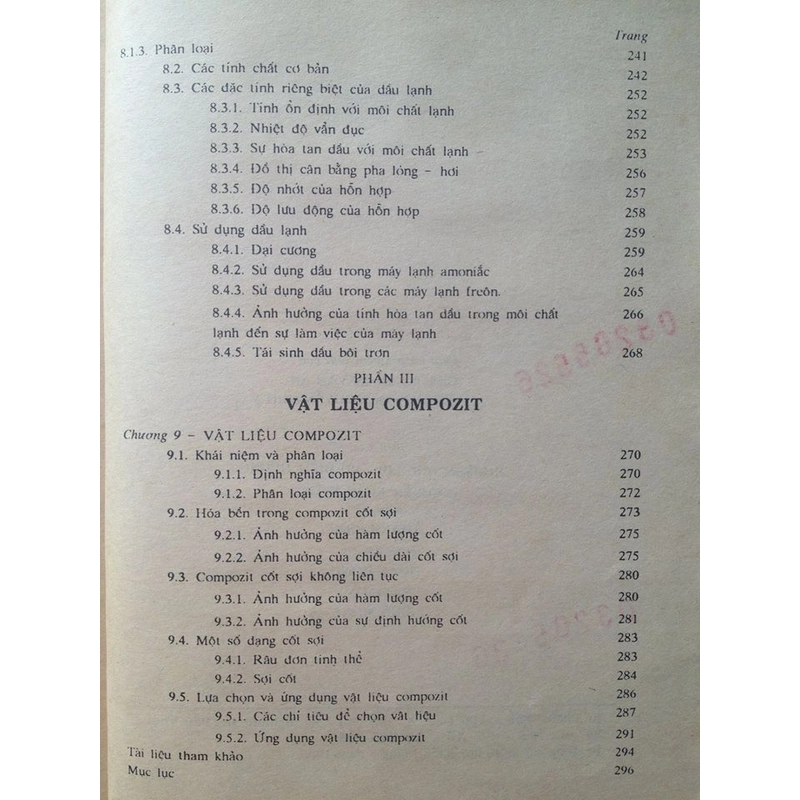 Trang
8.1.3. Phân loại 241
8.2. Các tính chất cơ bản 242
8.3. Các đặc tính riêng biệt của dầu lạnh 252
8.3.1. Tính ổn định với môi chất lạnh 252
8.3.2. Nhiệt độ vẩn đục 252
8.3.3. Sự hòa tan dầu với môi chất lạnh - 253
8.3.4. Đồ thị cân bằng pha lỏng - hơi 256
8.3.5. Độ nhớt của hỗn hợp 257
8.3.6. Độ lưu động của hỗn hợp 258
8.4. Sử dụng dầu lạnh 259
8.4.1. Đại cương 259
8.4.2. Sử dụng dầu trong máy lạnh amoniắc 264
8.4.3. Sử dụng dầu trong các máy lạnh freôn. 265
8.4.4. Ảnh hưởng của tính hòa tan dầu trong môi chất 266
lạnh đến sự làm việc của máy lạnh
8.4.5. Tái sinh dầu bôi trơn 268
PHẦN III
VẬT LIỆU COMPOZIT
Chương 9 - VẬT LIỆU COMPOZIT
9.1. Khái niệm và phân loại 270
9.1.1. Định nghĩa compozit 270
9.1.2. Phân loại compozit 272
9.2. Hóa bền trong compozit cốt sợi 273
9.2.1. Ảnh hưởng của hàm lượng cốt 275
9.2.2. Ảnh hưởng của chiều dài cốt sợi 275
9.3. Compozit cốt sợi không liên tục 280
9.3.1. Ảnh hưởng của hàm lượng cốt 280
9.3.2. Ảnh hưởng của sự định hướng cốt 281
9.4. Một số dạng cốt sợi 283
9.4.1. Râu đơn tinh thể 283
9.4.2. Sợi cốt 284
9.5. Lựa chọn và ứng dụng vật liệu compozit 286
9.5.1. Các chỉ tiêu để chọn vât liệu 287
9.5.2. Ứng dụng vật liệu compozit 291
Tài liệu tham khảo 294
Mục lục 296